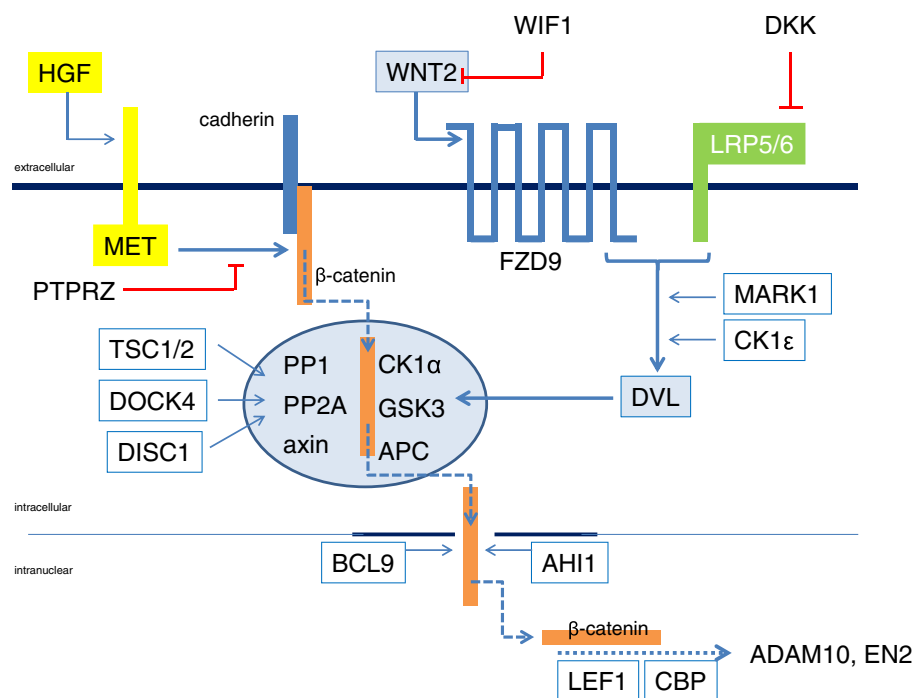 WIF1
DKK
HGF
WNT2
cadherin
LRP5/6
extracellular
MET
FZD9
β-catenin
PTPRZ
MARK1
TSC1/2
CK1ε
PP1
CK1α
DOCK4
PP2A
GSK3
DVL
DISC1
axin
APC
intracellular
BCL9
AHI1
intranuclear
β-catenin
ADAM10, EN2
LEF1
CBP